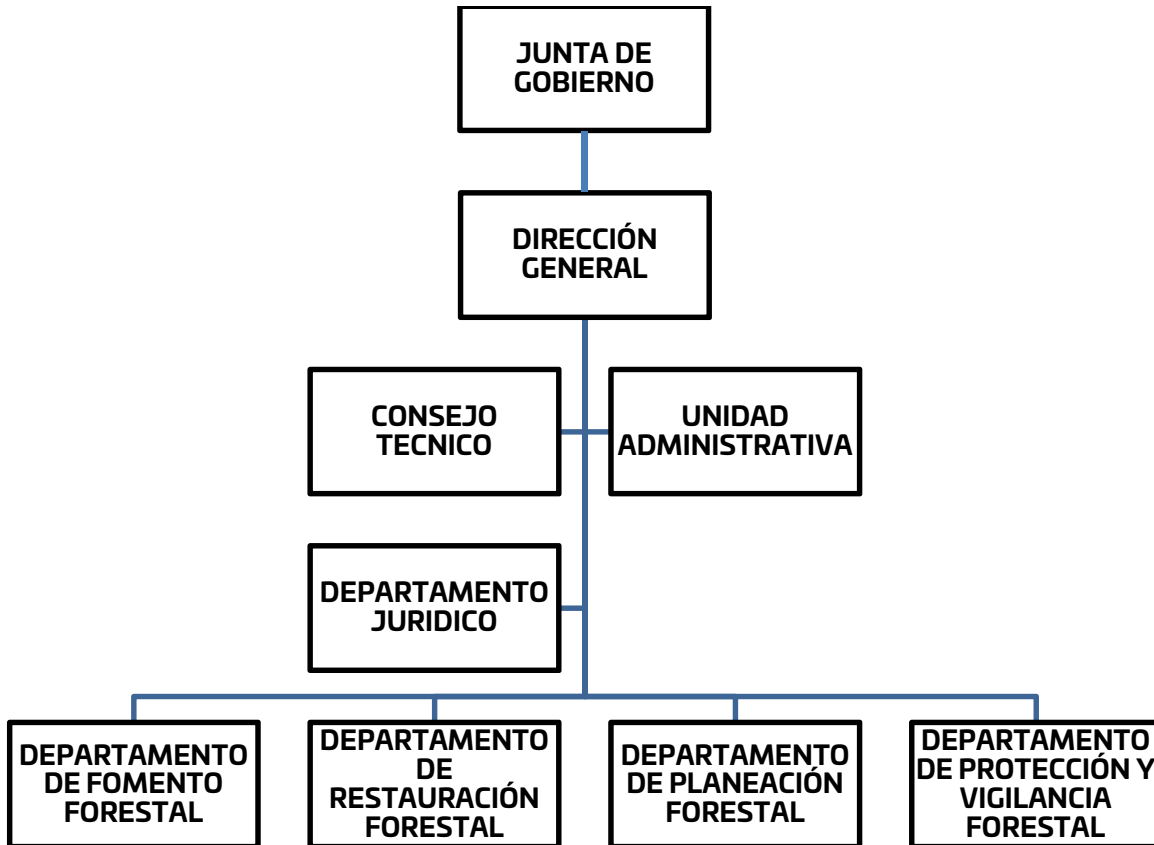 JUNTA DE
GOBIERNO
DIRECCIÓN
GENERAL
CONSEJO
TECNICO
UNIDAD
ADMINISTRATIVA
DEPARTAMENTO
JURIDICO
DEPARTAMENTO
DE FOMENTO
FORESTAL
DEPARTAMENTO
DE
RESTAURACIÓN
FORESTAL
DEPARTAMENTO
DE PLANEACIÓN
FORESTAL
DEPARTAMENTO
DE PROTECCIÓN Y
VIGILANCIA
FORESTAL